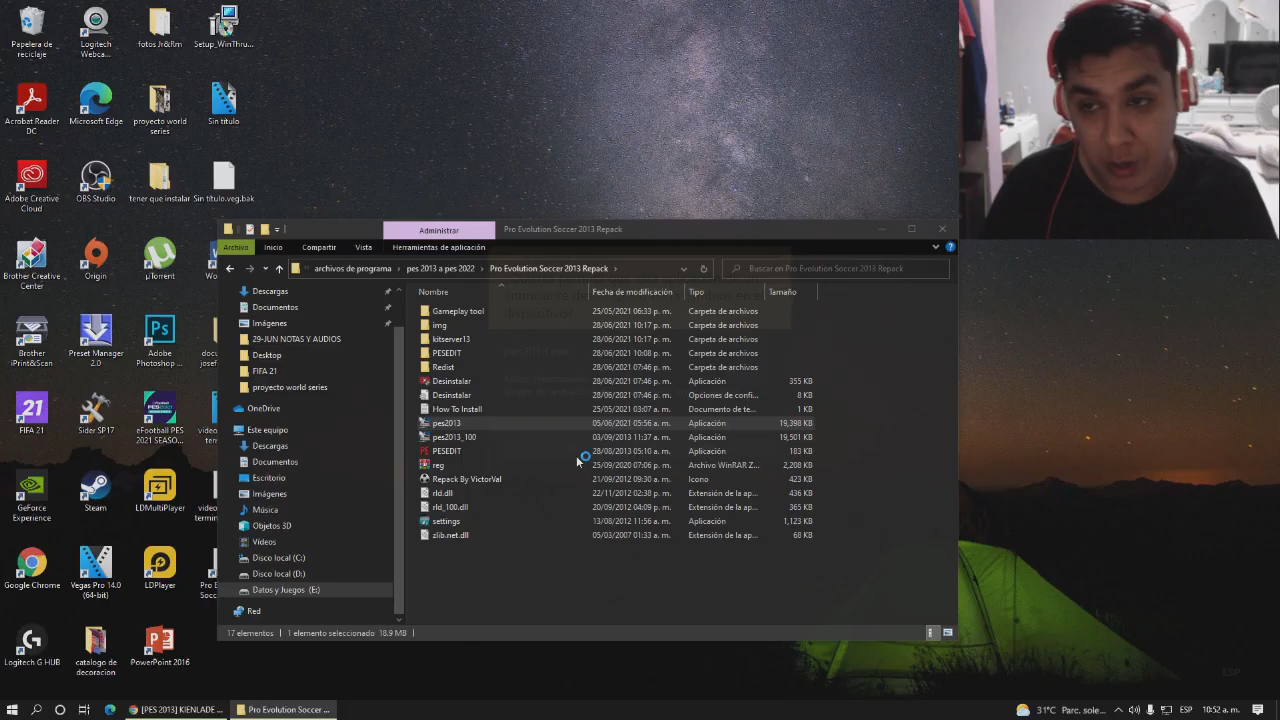 Papelera de
reciclaje
Logitech
Webca...
fotos Jr&Rm
Setup_WinThru...
Acrobat Reader
DC
Microsoft Edge
proyecto world
series
Sin título
Adobe Creative
Cloud
OBS Studio
tener que instalar
Sin título.veg.bak
Brother Creative
Center
Origin
µTorrent
Brother
iPrint&Scan
Preset Manager
2.0
Adobe
Photoshop ...
FIFA 21
Sider SP17
eFootball PES
2021 SEASO...
GeForce
Experience
Steam
LDMultiPlayer
Google Chrome
Vegas Pro 14.0
(64-bit)
LDPlayer
Logitech G HUB
catalogo de
decoracion
PowerPoint 2016
Administrar
Pro Evolution Soccer 2013 Repack
Archivo
Inicio
Compartir
Vista
Herramientas de aplicación
archivos de programa › pes 2013 a pes 2022 › Pro Evolution Soccer 2013 Repack ›
Buscar en Pro Evolution Soccer 2013 Repack
Nombre
Fecha de modificación
Tipo
Tamaño
Descargas
Documentos
Imágenes
29-JUN NOTAS Y AUDIOS
Desktop
FIFA 21
proyecto world series
OneDrive
Este equipo
Descargas
Documentos
Escritorio
Imágenes
Música
Objetos 3D
Vídeos
Disco local (C:)
Disco local (D:)
Datos y Juegos (E:)
Red
Gameplay tool 25/05/2021 06:33 p. m. Carpeta de archivos
img 28/06/2021 10:17 p. m. Carpeta de archivos
kitserver13 28/06/2021 10:17 p. m. Carpeta de archivos
PESEDIT 28/06/2021 10:08 p. m. Carpeta de archivos
Redist 28/06/2021 07:46 p. m. Carpeta de archivos
Desinstalar 28/06/2021 07:46 p. m. Aplicación 355 KB
Desinstalar 28/06/2021 07:46 p. m. Opciones de confi... 8 KB
How To Install 25/05/2021 03:07 a. m. Documento de te... 1 KB
pes2013 05/06/2021 05:56 a. m. Aplicación 19,398 KB
pes2013_100 03/09/2013 11:37 a. m. Aplicación 19,501 KB
PESEDIT 28/08/2013 05:10 a. m. Aplicación 183 KB
reg 25/09/2020 07:06 p. m. Archivo WinRAR Z... 2,208 KB
Repack By VictorVal 21/09/2012 09:30 a. m. Icono 423 KB
rld.dll 22/11/2012 02:38 p. m. Extensión de la ap... 436 KB
rld_100.dll 20/09/2012 04:09 p. m. Extensión de la ap... 365 KB
settings 13/08/2012 11:56 a. m. Aplicación 1,123 KB
zlib.net.dll 05/03/2007 01:33 a. m. Extensión de la ap... 68 KB
17 elementos
1 elemento seleccionado 18.9 MB
ESP
[PES 2013] KIENLADE ...
Pro Evolution Soccer ...
31°C Parc. sole...
ESP
10:52 a. m.